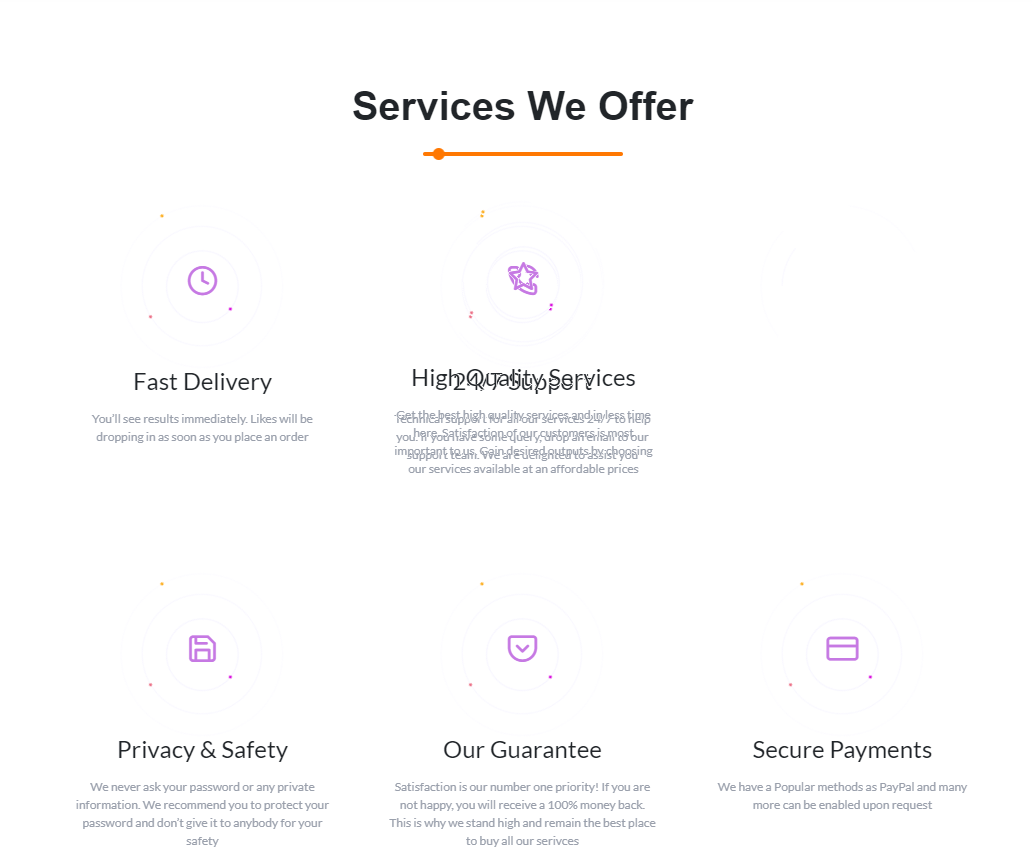 Services We Offer
Fast Delivery
You'll see results immediately. Likes will be
dropping in as soon as you place an order
High Quality Services
Get the best high quality services and in less time
here. Satisfaction of our customers is most
important to us. Gain desired outputs by choosing
our services available at an affordable prices
24/7 Support
Technical support for all our services 24/7 to help
you. If you have some query, drop an email to our
support team. We are delighted to assist you
Privacy & Safety
We never ask your password or any private
information. We recommend you to protect your
password and don't give it to anybody for your
safety
Our Guarantee
Satisfaction is our number one priority! If you are
not happy, you will receive a 100% money back.
This is why we stand high and remain the best place
to buy all our serivces
Secure Payments
We have a Popular methods as PayPal and many
more can be enabled upon request